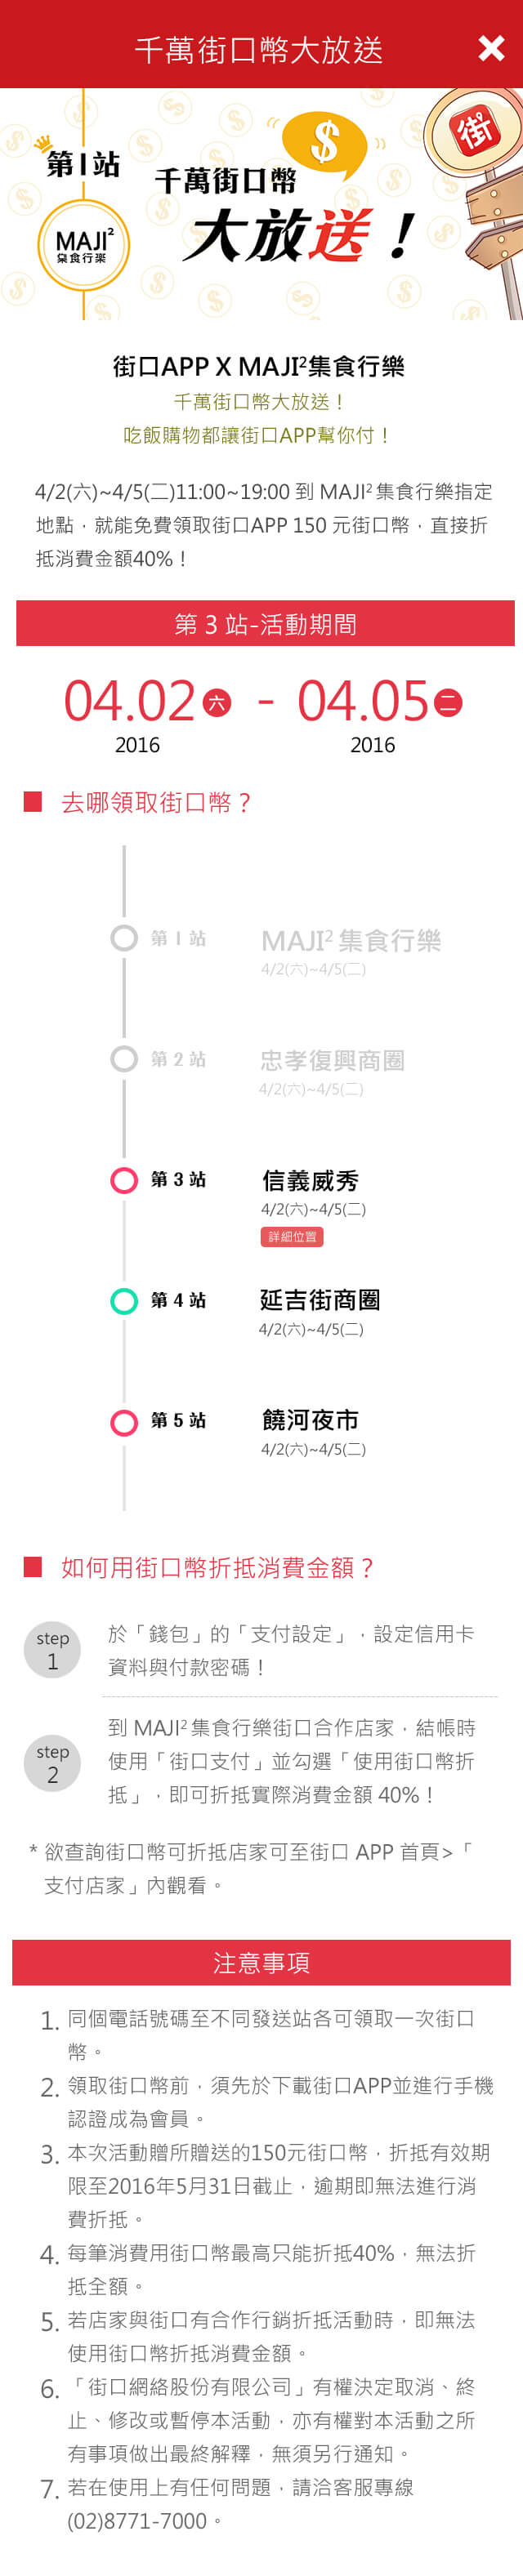 千萬街口幣大放送
第1站
MAJI²
集食行樂
千萬街口幣
$
大放送！
街
街口APP X MAJI²集食行樂
千萬街口幣大放送！
吃飯購物都讓街口APP幫你付！
4/2(六)~4/5(二)11:00~19:00 到 MAJI² 集食行樂指定
地點，就能免費領取街口APP 150 元街口幣，直接折
抵消費金額40%！
第 3 站-活動期間
04.02 六 - 04.05 二
2016 2016
去哪領取街口幣？
第 1 站 MAJI² 集食行樂
4/2(六)~4/5(二)
第 2 站 忠孝復興商圈
4/2(六)~4/5(二)
第 3 站 信義威秀
4/2(六)~4/5(二)
詳細位置
第 4 站 延吉街商圈
4/2(六)~4/5(二)
第 5 站 饒河夜市
4/2(六)~4/5(二)
如何用街口幣折抵消費金額？
step
1
於「錢包」的「支付設定」，設定信用卡
資料與付款密碼！
step
2
到 MAJI² 集食行樂街口合作店家，結帳時
使用「街口支付」並勾選「使用街口幣折
抵」，即可折抵實際消費金額 40%！
* 欲查詢街口幣可折抵店家可至街口 APP 首頁>「
支付店家」內觀看。
注意事項
1. 同個電話號碼至不同發送站各可領取一次街口
幣。
2. 領取街口幣前，須先於下載街口APP並進行手機
認證成為會員。
3. 本次活動贈所贈送的150元街口幣，折抵有效期
限至2016年5月31日截止，逾期即無法進行消
費折抵。
4. 每筆消費用街口幣最高只能折抵40%，無法折
抵全額。
5. 若店家與街口有合作行銷折抵活動時，即無法
使用街口幣折抵消費金額。
6. 「街口網絡股份有限公司」有權決定取消、終
止、修改或暫停本活動，亦有權對本活動之所
有事項做出最終解釋，無須另行通知。
7. 若在使用上有任何問題，請洽客服專線
(02)8771-7000。